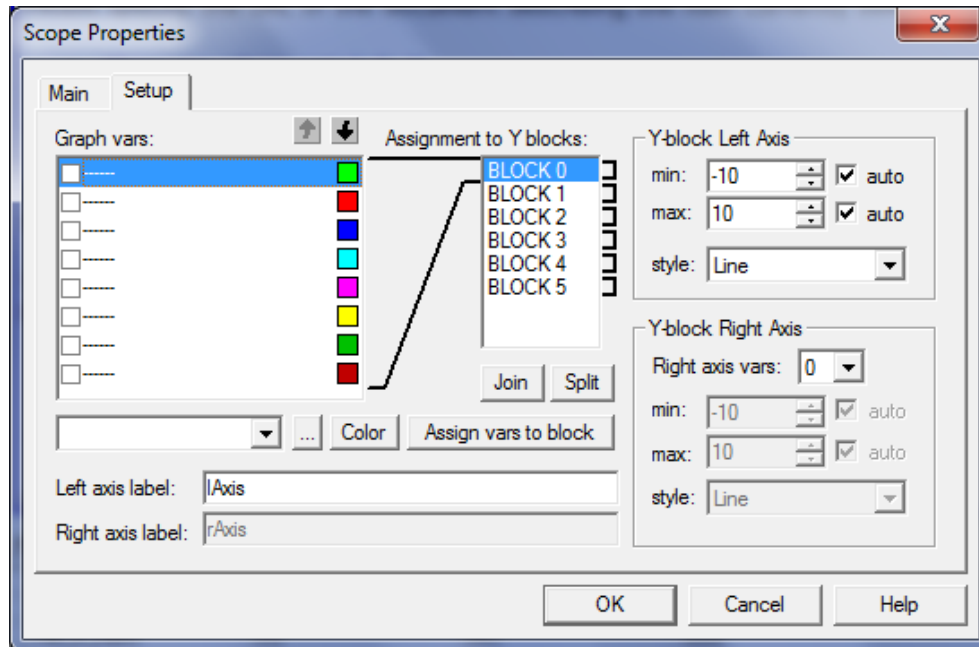 Scope Properties
Main Setup
Graph vars:
Assignment to Y blocks:
------
------
------
------
------
------
------
------
BLOCK 0
BLOCK 1
BLOCK 2
BLOCK 3
BLOCK 4
BLOCK 5
Join Split
... Color Assign vars to block
Left axis label: lAxis
Right axis label: rAxis
Y-block Left Axis
min: -10 auto
max: 10 auto
style: Line
Y-block Right Axis
Right axis vars: 0
min: -10 auto
max: 10 auto
style: Line
OK Cancel Help